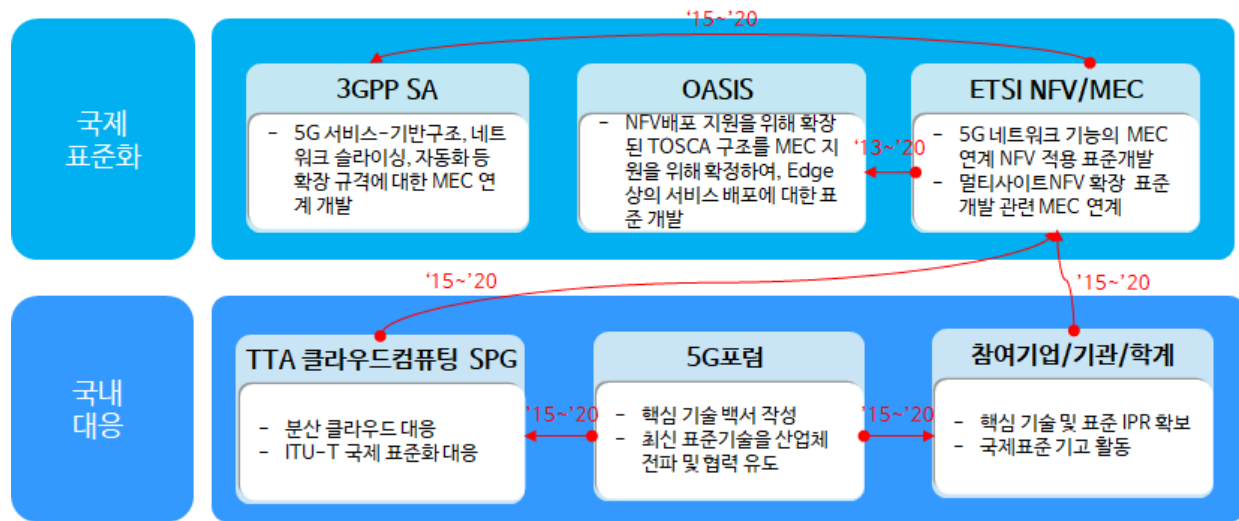 '15~'20
국제
표준화
3GPP SA
- 5G 서비스-기반구조, 네트
워크 슬라이싱, 자동화 등
확장 규격에 대한 MEC 연
계 개발
OASIS
- NFV배포 지원을 위해 확장
된 TOSCA 구조를 MEC 지
원을 위해 확정하여, Edge
상의 서비스 배포에 대한 표
준 개발
'13~'20
ETSI NFV/MEC
- 5G 네트워크 기능의 MEC
연계 NFV 적용 표준개발
- 멀티사이트NFV 확장 표준
개발 관련 MEC 연계
'15~'20
'15~'20
국내
대응
TTA 클라우드컴퓨팅 SPG
- 분산 클라우드 대응
- ITU-T 국제 표준화 대응
'15~'20
5G포럼
- 핵심 기술 백서 작성
- 최신 표준기술을 산업체
전파 및 협력 유도
'15~'20
참여기업/기관/학계
- 핵심 기술 및 표준 IPR 확보
- 국제표준 기고 활동